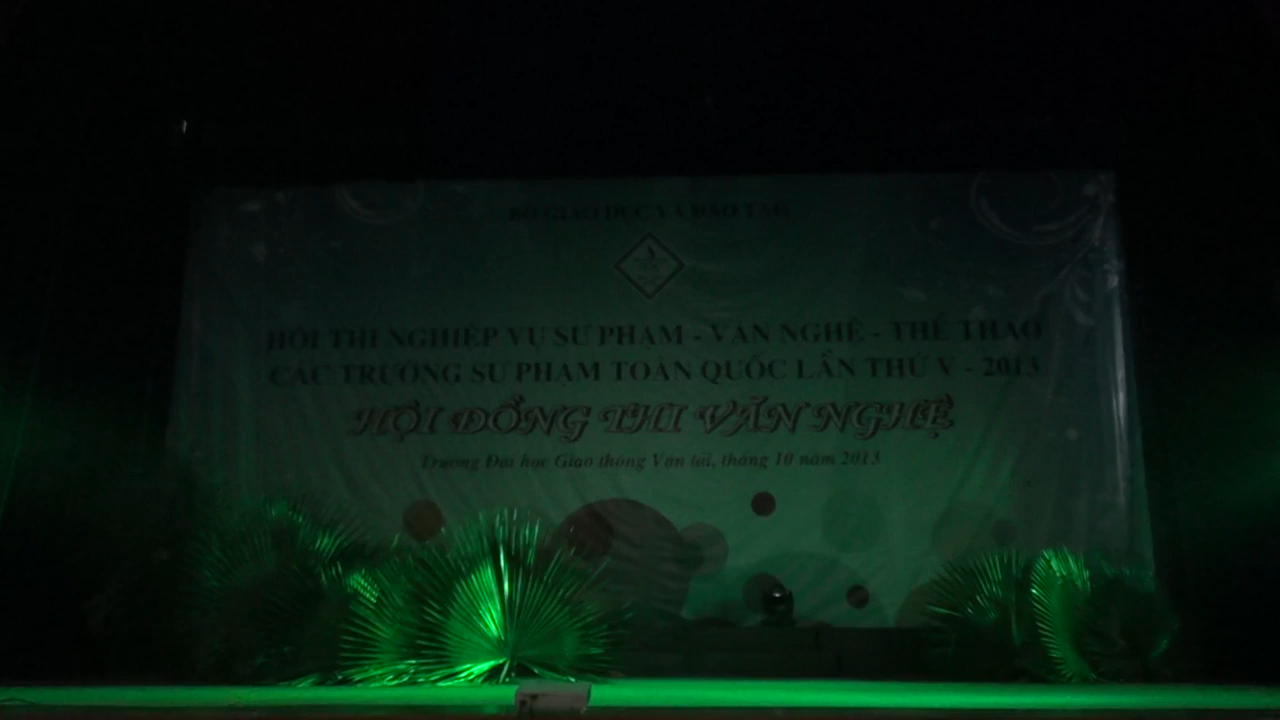 BỘ GIÁO DỤC VÀ ĐÀO TẠO
HỘI THI NGHIỆP VỤ SƯ PHẠM - VĂN NGHỆ - THỂ THAO
CÁC TRƯỜNG SƯ PHẠM TOÀN QUỐC LẦN THỨ V - 2013
HỘI ĐỒNG THI VĂN NGHỆ
Trường Đại học Giao thông Vận tải, tháng 10 năm 2013